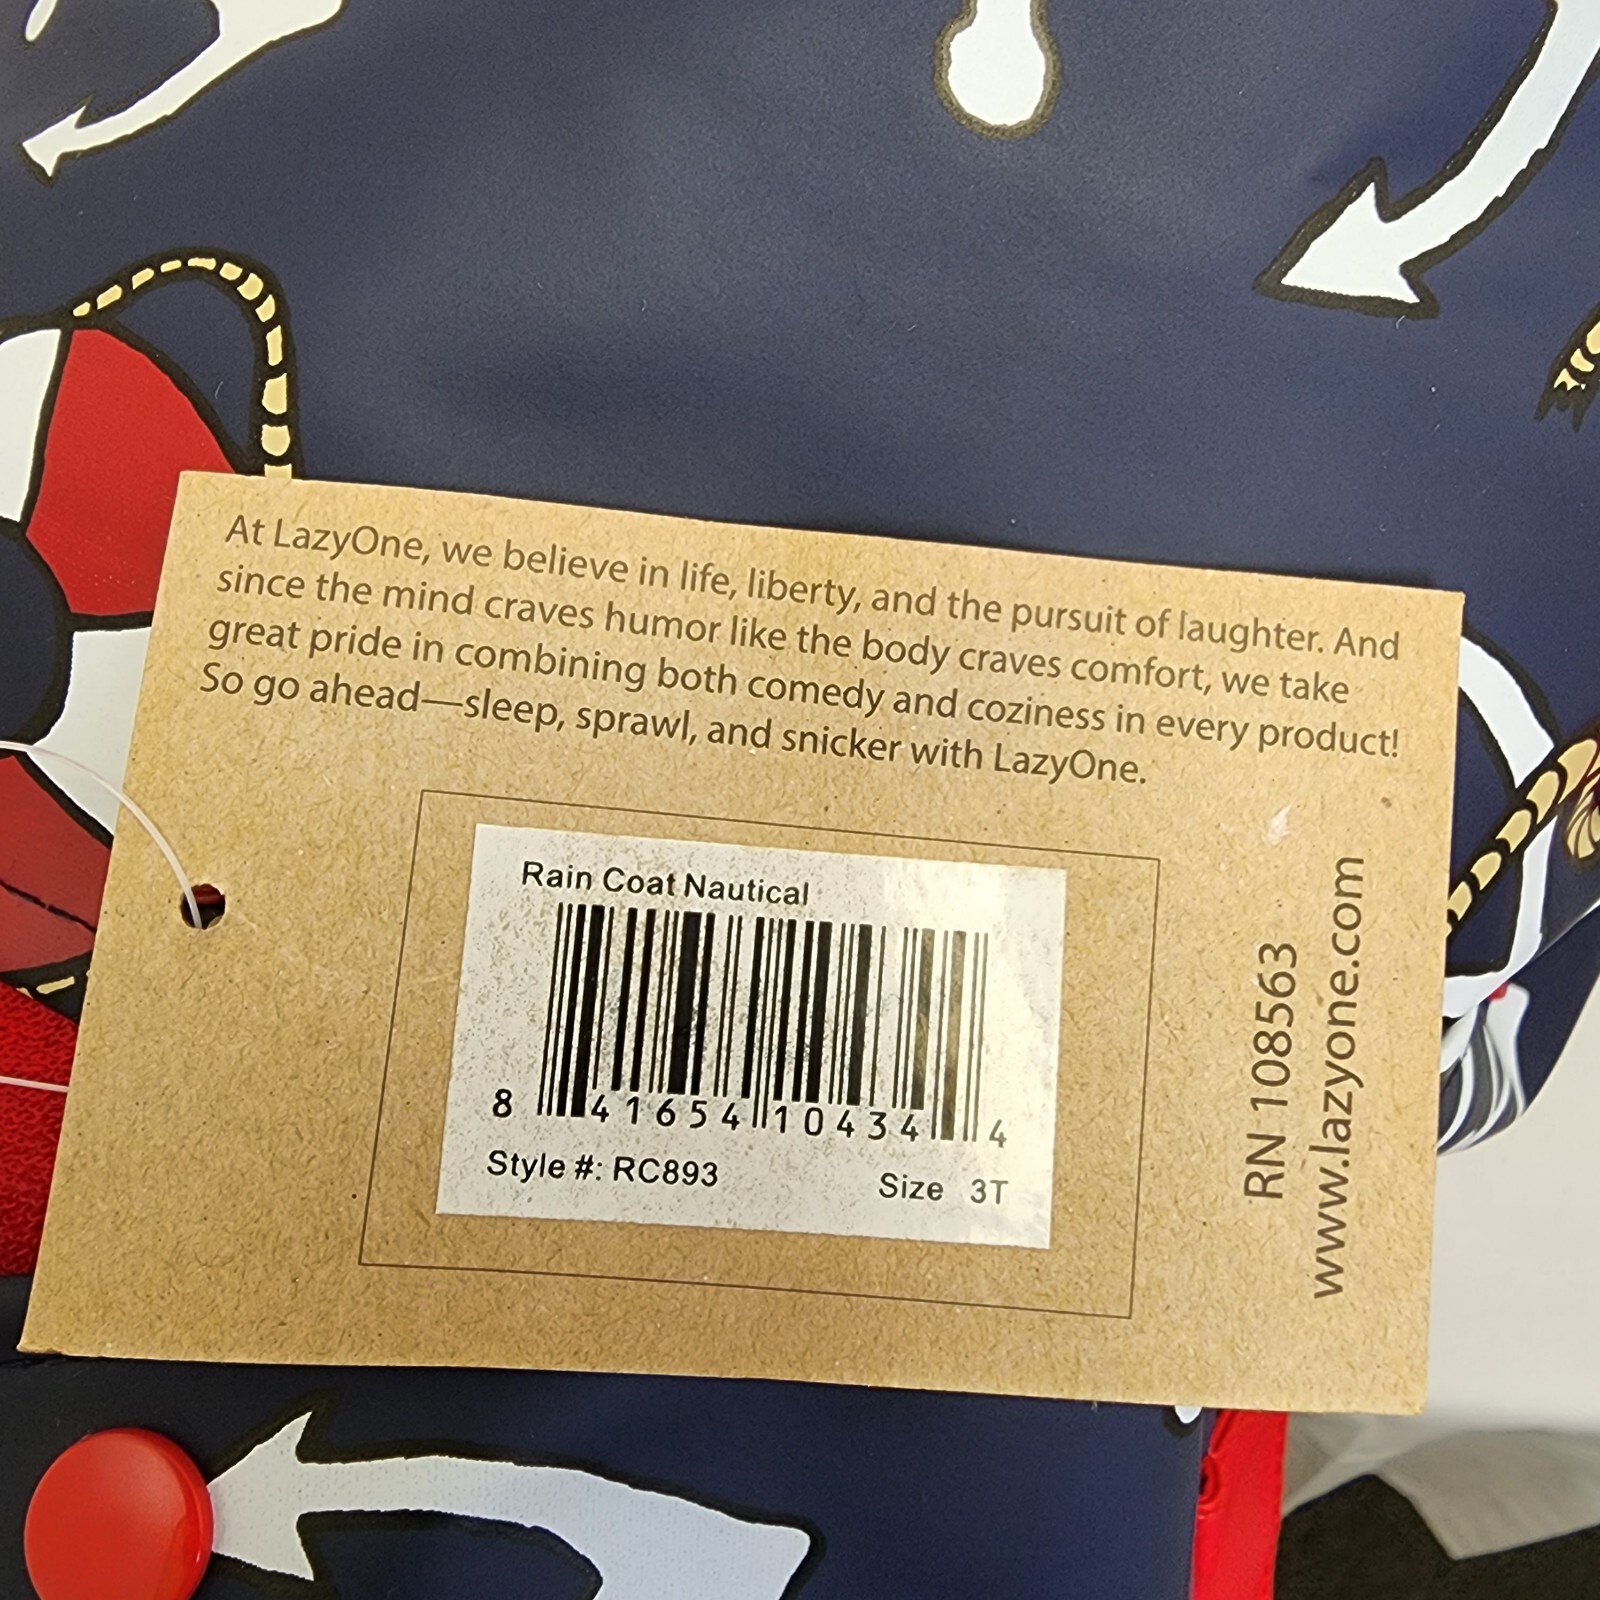 At LazyOne, we believe in life, liberty, and the pursuit of laughter. And
since the mind craves humor like the body craves comfort, we take
great pride in combining both comedy and coziness in every product!
So go ahead—sleep, sprawl, and snicker with LazyOne.
Rain Coat Nautical
8 41654 10434 4
Style #: RC893 Size 3T
RN 108563
www.lazyone.com